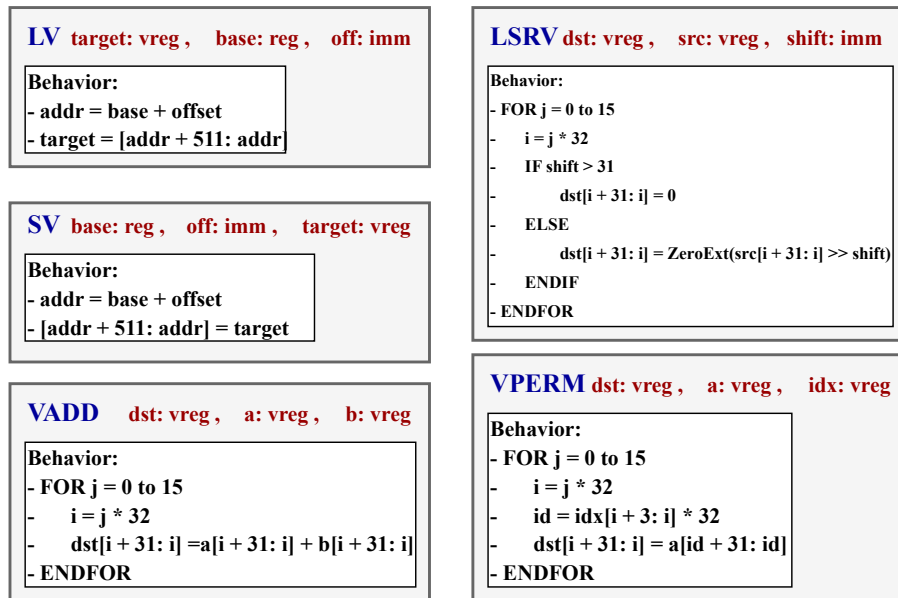 LV target: vreg , base: reg , off: imm
Behavior:
- addr = base + offset
- target = [addr + 511: addr]
SV base: reg , off: imm , target: vreg
Behavior:
- addr = base + offset
- [addr + 511: addr] = target
VADD dst: vreg , a: vreg , b: vreg
Behavior:
- FOR j = 0 to 15
- i = j * 32
- dst[i + 31: i] =a[i + 31: i] + b[i + 31: i]
- ENDFOR
LSRV dst: vreg , src: vreg , shift: imm
Behavior:
- FOR j = 0 to 15
- i = j * 32
- IF shift > 31
- dst[i + 31: i] = 0
- ELSE
- dst[i + 31: i] = ZeroExt(src[i + 31: i] >> shift)
- ENDIF
- ENDFOR
VPERM dst: vreg , a: vreg , idx: vreg
Behavior:
- FOR j = 0 to 15
- i = j * 32
- id = idx[i + 3: i] * 32
- dst[i + 31: i] = a[id + 31: id]
- ENDFOR